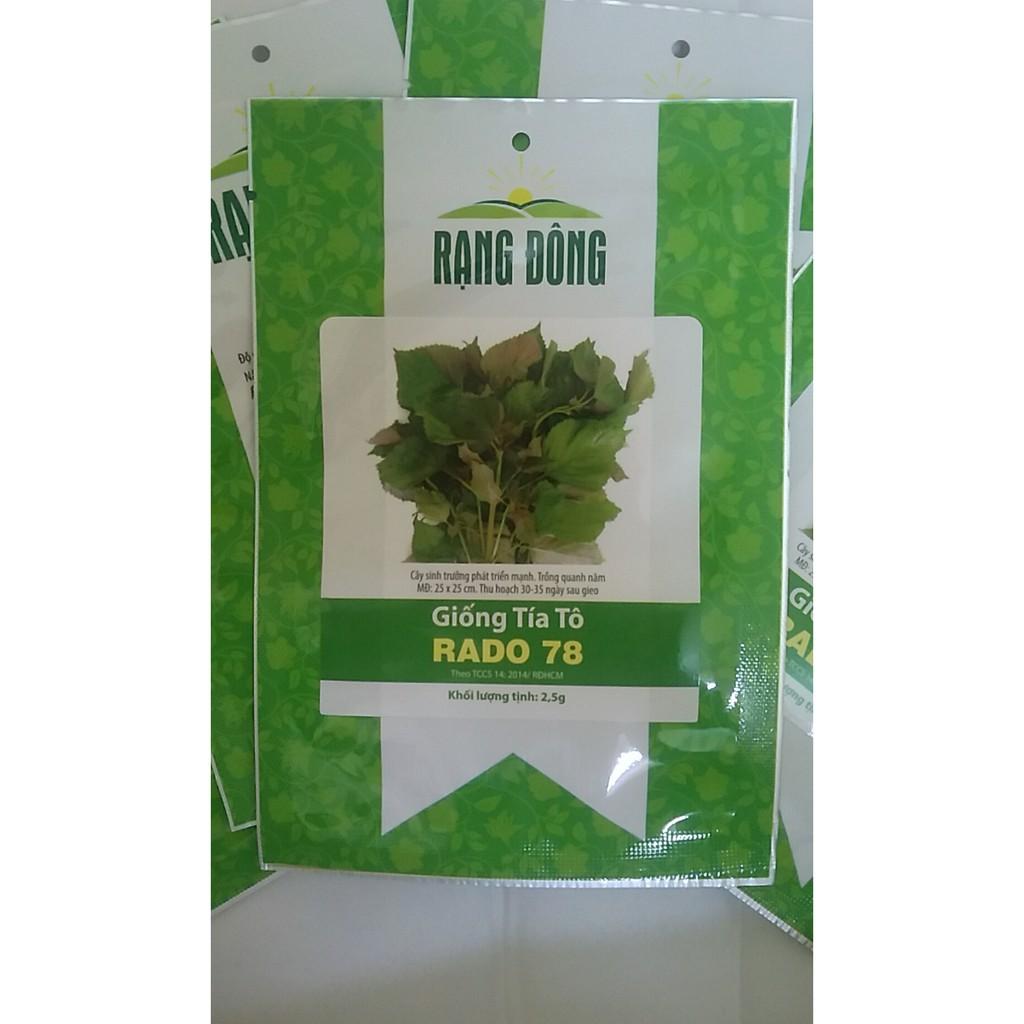 RẠNG ĐÔNG
Cây sinh trưởng phát triển mạnh. Trồng quanh năm
MĐ: 25 x 25 cm. Thu hoạch 30-35 ngày sau gieo
Giống Tía Tô
RADO 78
Theo TCCS 14: 2014/ RĐHCM
Khối lượng tịnh: 2,5g